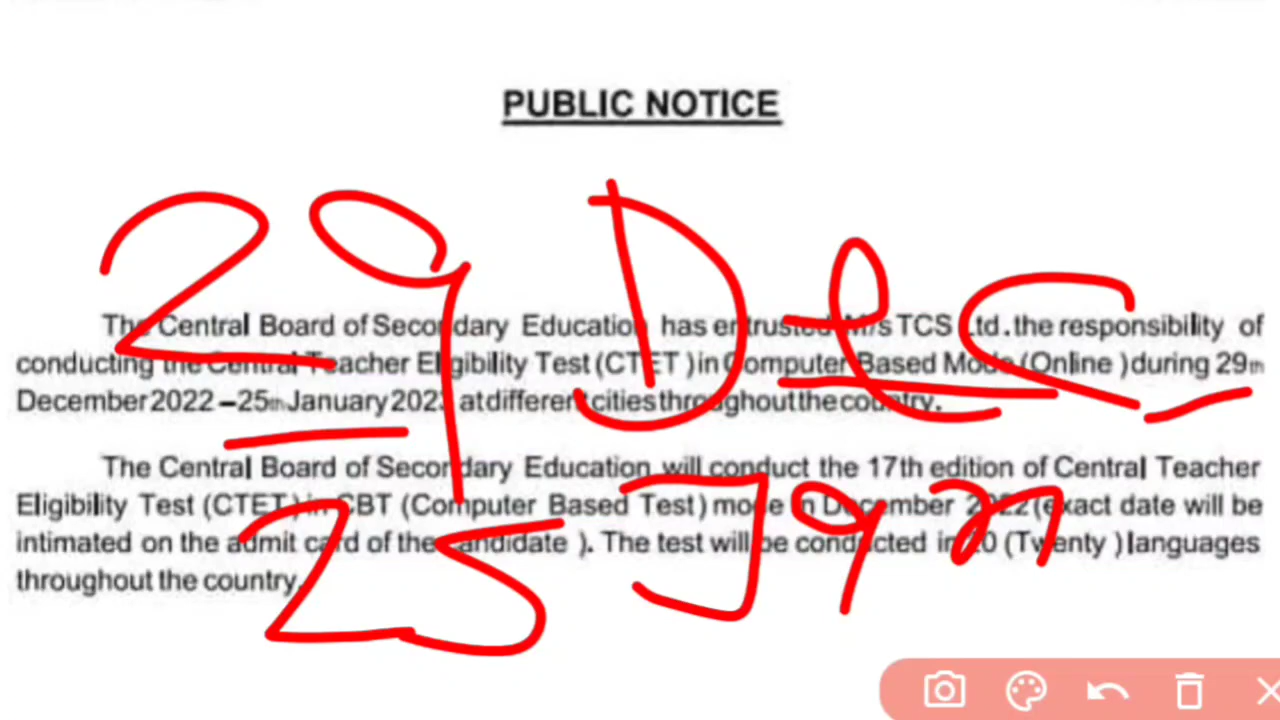 PUBLIC NOTICE
29 Dec
The Central Board of Secondary Education has entrusted M/s TCS Ltd. the responsibility of
conducting the Central Teacher Eligibility Test (CTET ) in Computer Based Mode (Online ) during 29th
December 2022 – 25th January 2023 at different cities throughout the country.
The Central Board of Secondary Education will conduct the 17th edition of Central Teacher
Eligibility Test (CTET ) in CBT (Computer Based Test) mode in December 2022 (exact date will be
intimated on the admit card of the candidate ). The test will be conducted in 20 (Twenty ) languages
throughout the country.
25 Jan